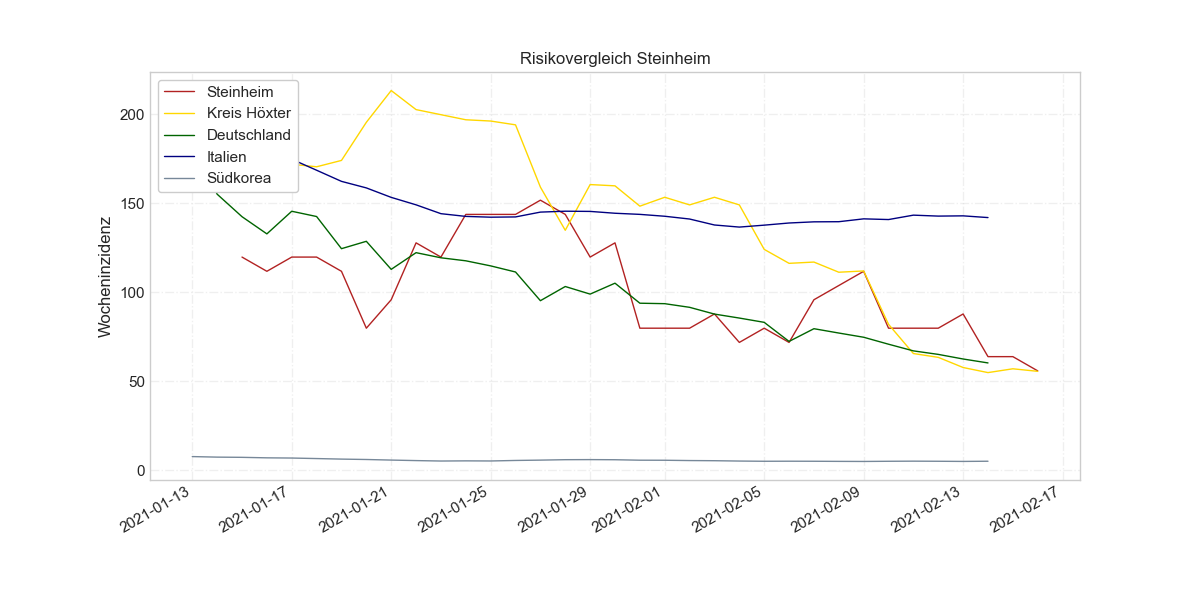 Risikovergleich Steinheim
Steinheim
Kreis Höxter
Deutschland
Italien
Südkorea
Wocheninzidenz
200
150
100
50
0
2021-01-13
2021-01-17
2021-01-21
2021-01-25
2021-01-29
2021-02-01
2021-02-05
2021-02-09
2021-02-13
2021-02-17